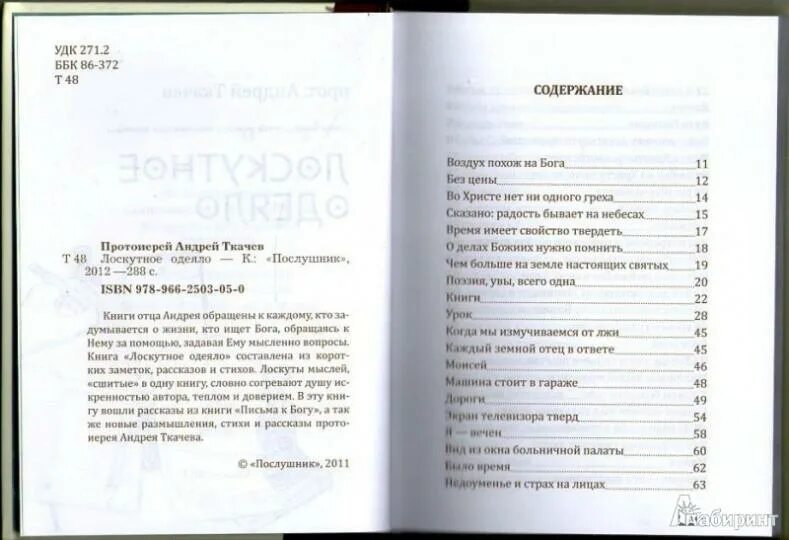 УДК 271.2
ББК 86-372
Т 48
Протоиерей Андрей Ткачев
Т 48 Лоскутное одеяло — К.: «Послушник»,
2012 —288 с.
ISBN 978-966-2503-05-0
Книги отца Андрея обращены к каждому, кто за-
думывается о жизни, кто ищет Бога, обращаясь к
Нему за помощью, задавая Ему мысленно вопросы.
Книга «Лоскутное одеяло» составлена из корот-
ких заметок, рассказов и стихов. Лоскуты мыслей,
«сшитые» в одну книгу, словно согревают душу ис-
кренностью автора, теплом и доверием. В эту кни-
гу вошли рассказы из книги «Письма к Богу», а так
же новые размышления, стихи и рассказы прото-
иерея Андрея Ткачева.
© «Послушник», 2011
СОДЕРЖАНИЕ
Воздух похож на Бога 11
Без цены 12
Во Христе нет ни одного греха 14
Сказано: радость бывает на небесах 15
Время имеет свойство твердеть 17
О делах Божиих нужно помнить 18
Чем больше на земле настоящих святых 19
Поэзия, увы, всего одна 20
Книги 22
Урок 28
Когда мы измучиваемся от лжи 45
Каждый земной отец в ответе 45
Моисей 46
Машина стоит в гараже 48
Дороги 49
Экран телевизора тверд 54
Я — вечен 58
Вид из окна больничной палаты 60
Было время 62
Недоуменье и страх на лицах 63
Лабиринт